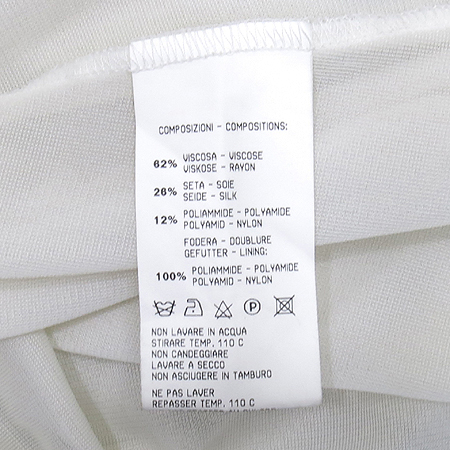 COMPOSIZIONI - COMPOSITIONS:
62% VISCOSA - VISCOSE
VISKOSE - RAYON
26% SETA - SOIE
SEIDE - SILK
12% POLIAMMIDE - POLYAMIDE
POLYAMID - NYLON
FODERA - DOUBLURE
GEFUTTER - LINING:
100% POLIAMMIDE - POLYAMIDE
POLYAMID - NYLON
P
NON LAVARE IN ACQUA
STIRARE TEMP. 110 C
NON CANDEGGIARE
LAVARE A SECCO
NON ASCIUGERE IN TAMBURO
NE PAS LAVER
REPASSER TEMP. 110 C